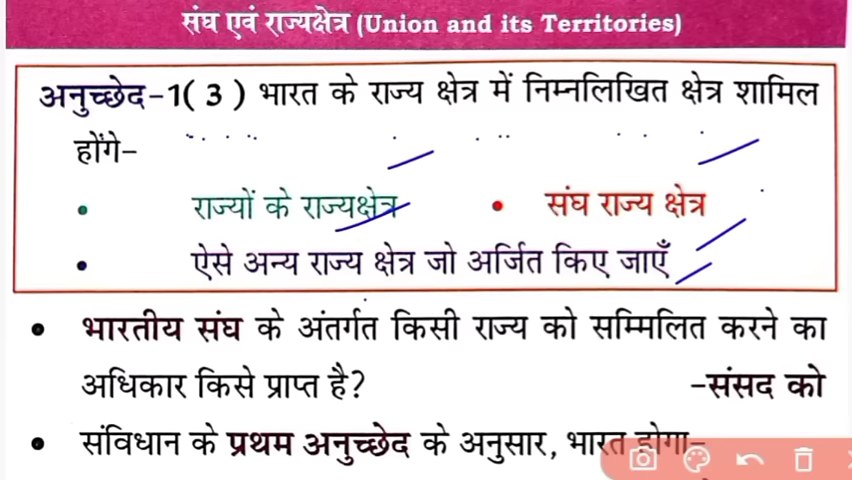 संघ एवं राज्यक्षेत्र (Union and its Territories)
अनुच्छेद-1( 3 ) भारत के राज्य क्षेत्र में निम्नलिखित क्षेत्र शामिल
होंगे-
• राज्यों के राज्यक्षेत्र • संघ राज्य क्षेत्र
• ऐसे अन्य राज्य क्षेत्र जो अर्जित किए जाएँ
• भारतीय संघ के अंतर्गत किसी राज्य को सम्मिलित करने का
अधिकार किसे प्राप्त है? -संसद को
• संविधान के प्रथम अनुच्छेद के अनुसार, भारत होगा-